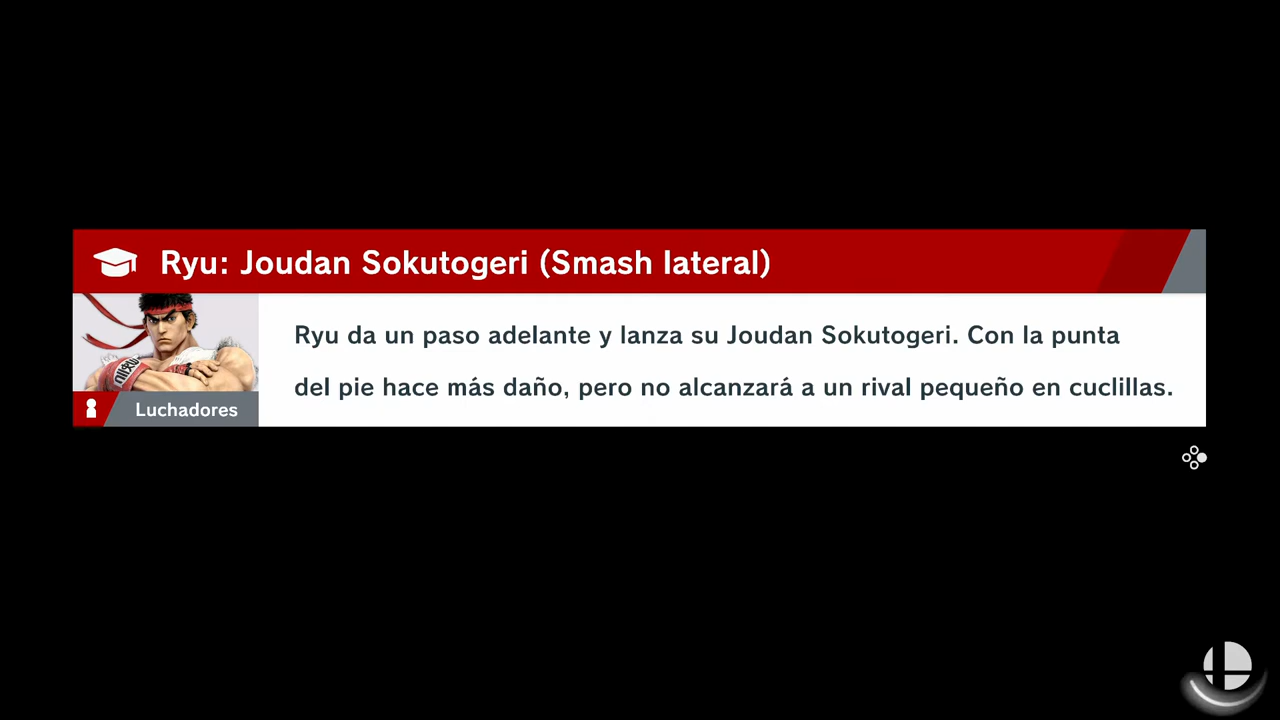 Ryu: Joudan Sokutogeri (Smash lateral)
Ryu da un paso adelante y lanza su Joudan Sokutogeri. Con la punta
del pie hace más daño, pero no alcanzará a un rival pequeño en cuclillas.
Luchadores